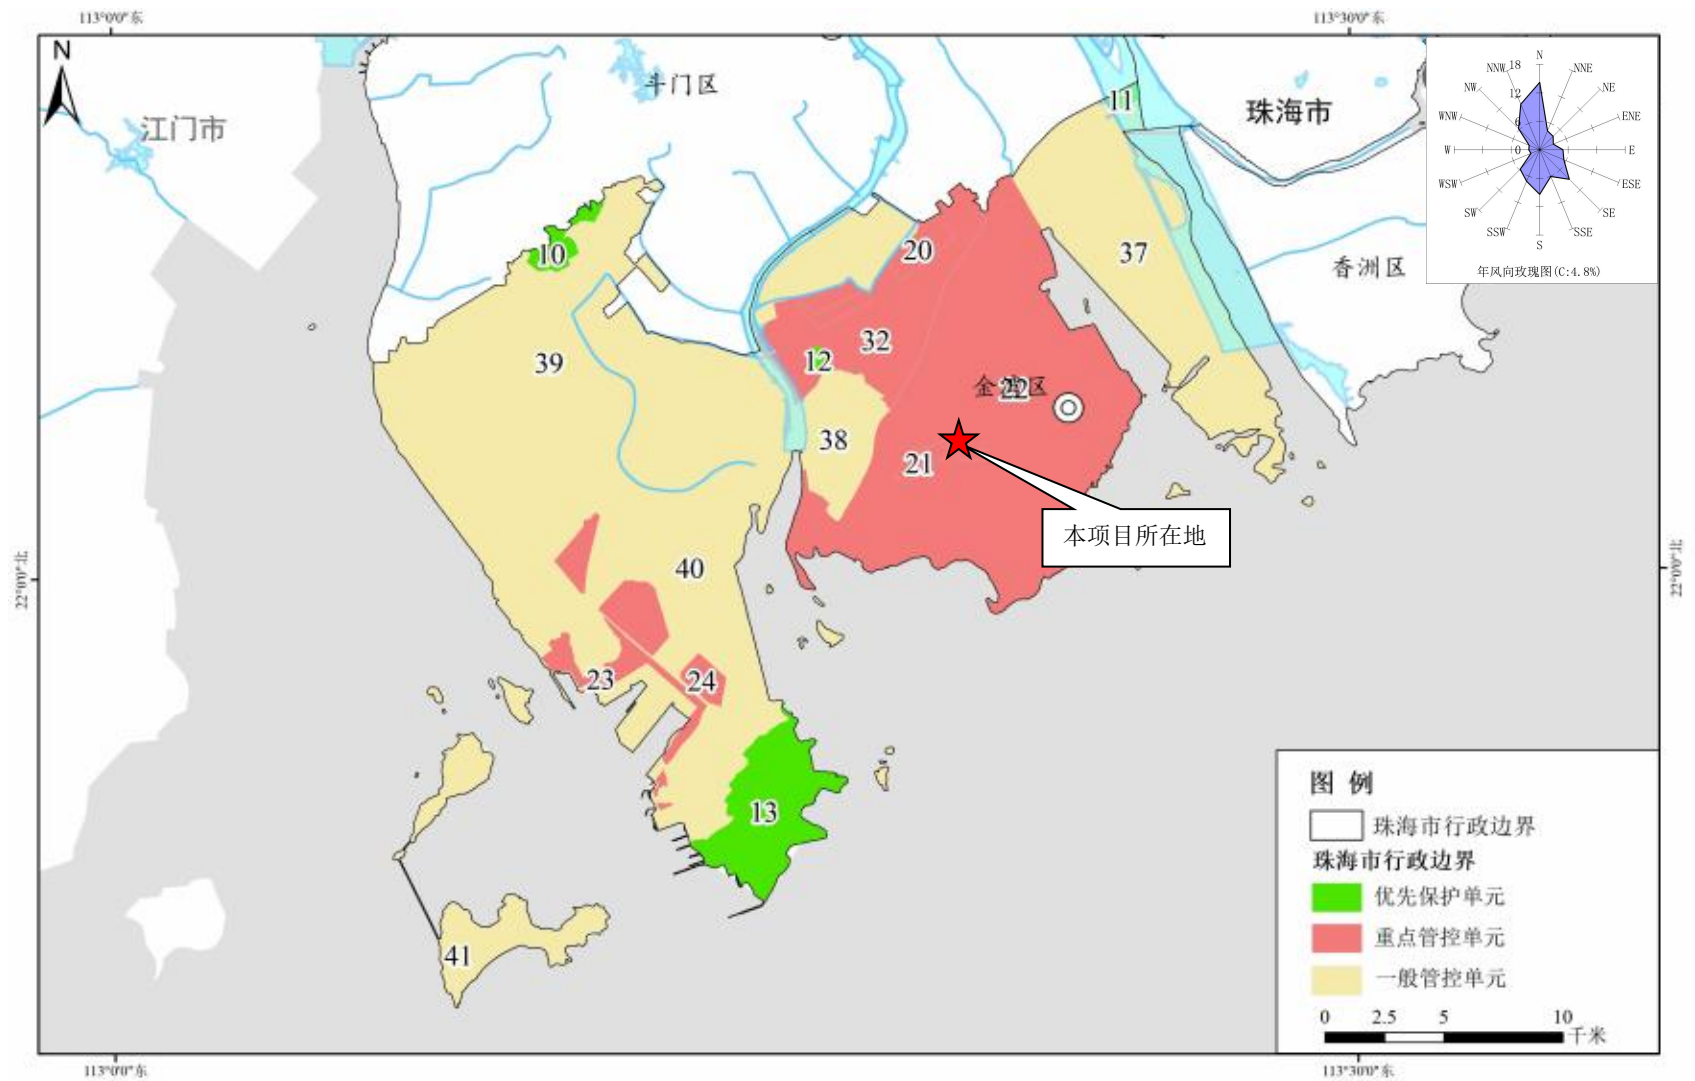 113°0'0"东
113°30'0"东
N
斗门区
江门市
珠海市
香洲区
金湾区
N
NNE
NE
ENE
E
ESE
SE
SSE
S
SSW
SW
WSW
W
WNW
NW
NNW
18
12
6
0
年风向玫瑰图(C:4.8%)
11
10
20
37
39
32
12
22
38
21
本项目所在地
40
23
24
13
41
22°0'0"北
22°0'0"北
图 例
珠海市行政边界
珠海市行政边界
优先保护单元
重点管控单元
一般管控单元
0 2.5 5 10
千米
113°0'0"东
113°30'0"东